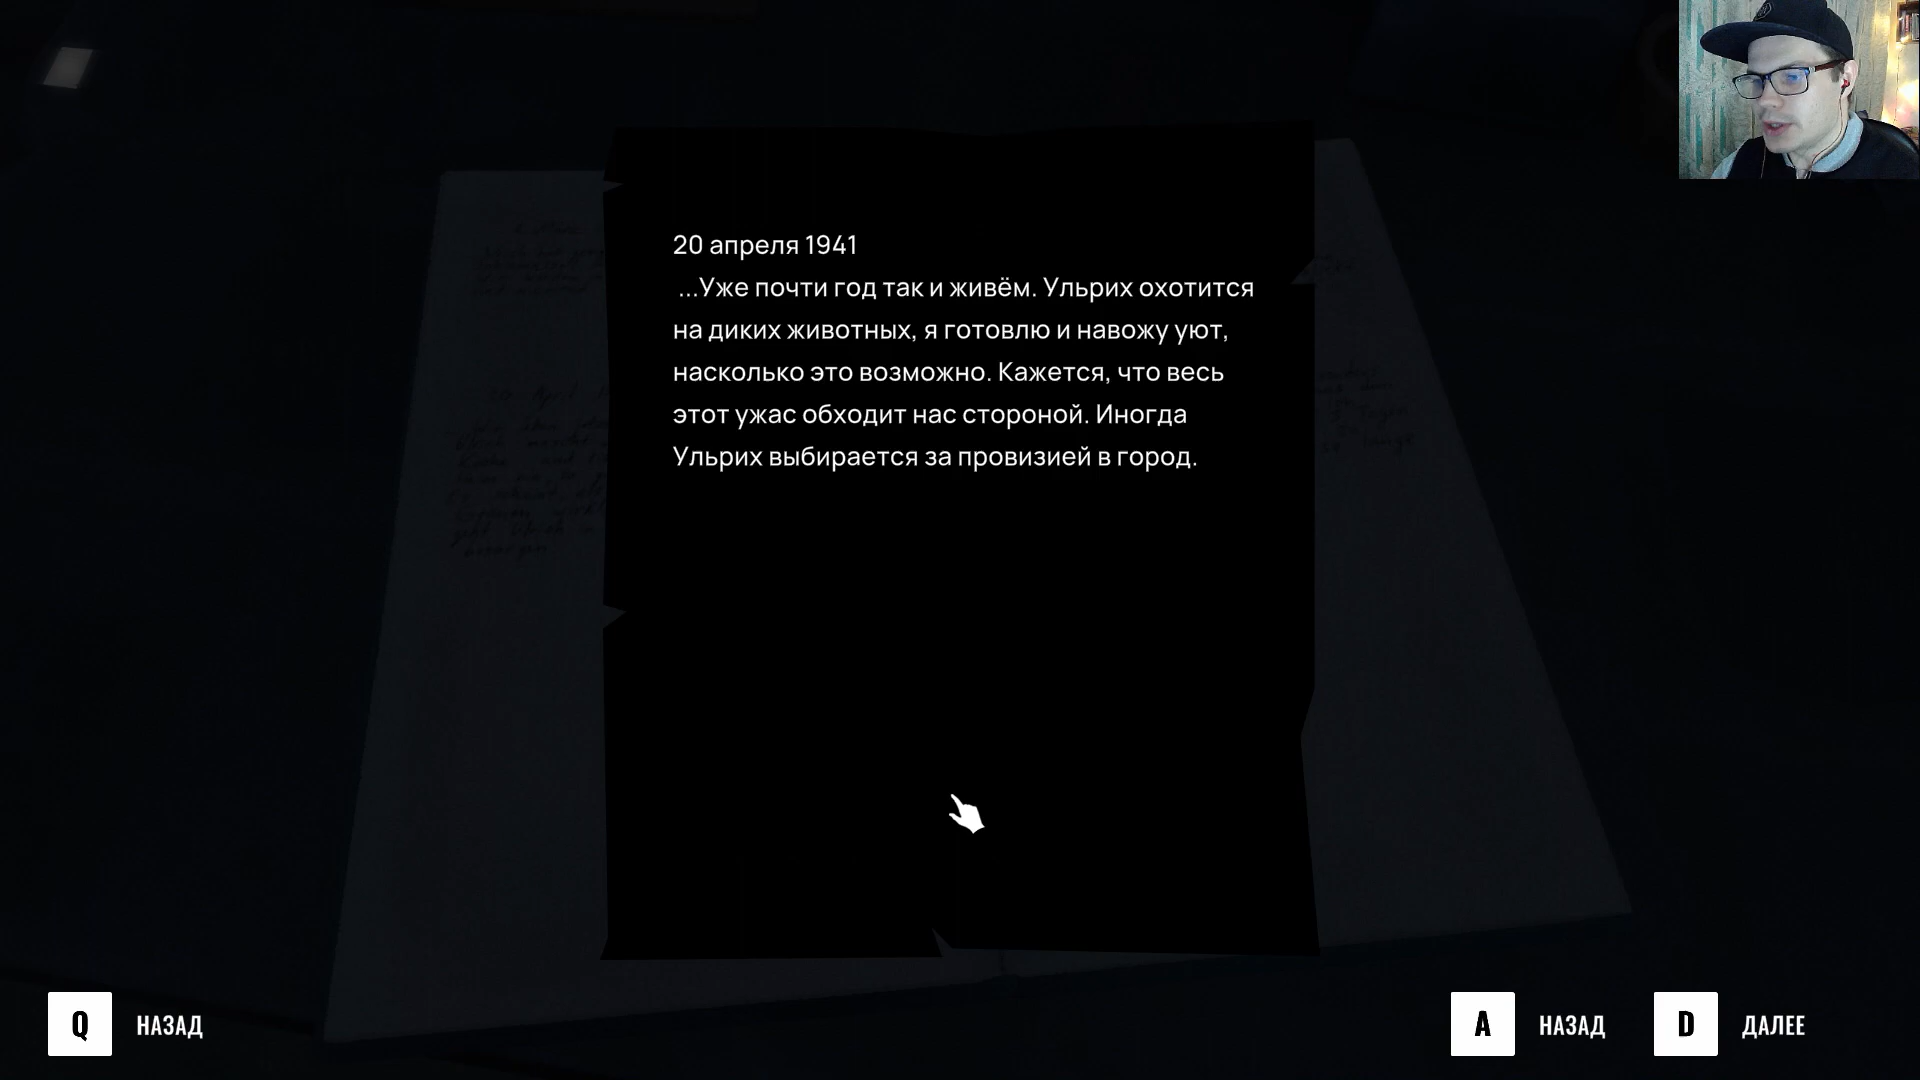 20 апреля 1941
...Уже почти год так и живём. Ульрих охотится
на диких животных, я готовлю и навожу уют,
насколько это возможно. Кажется, что весь
этот ужас обходит нас стороной. Иногда
Ульрих выбирается за провизией в город.
Q НАЗАД
A НАЗАД
D ДАЛЕЕ